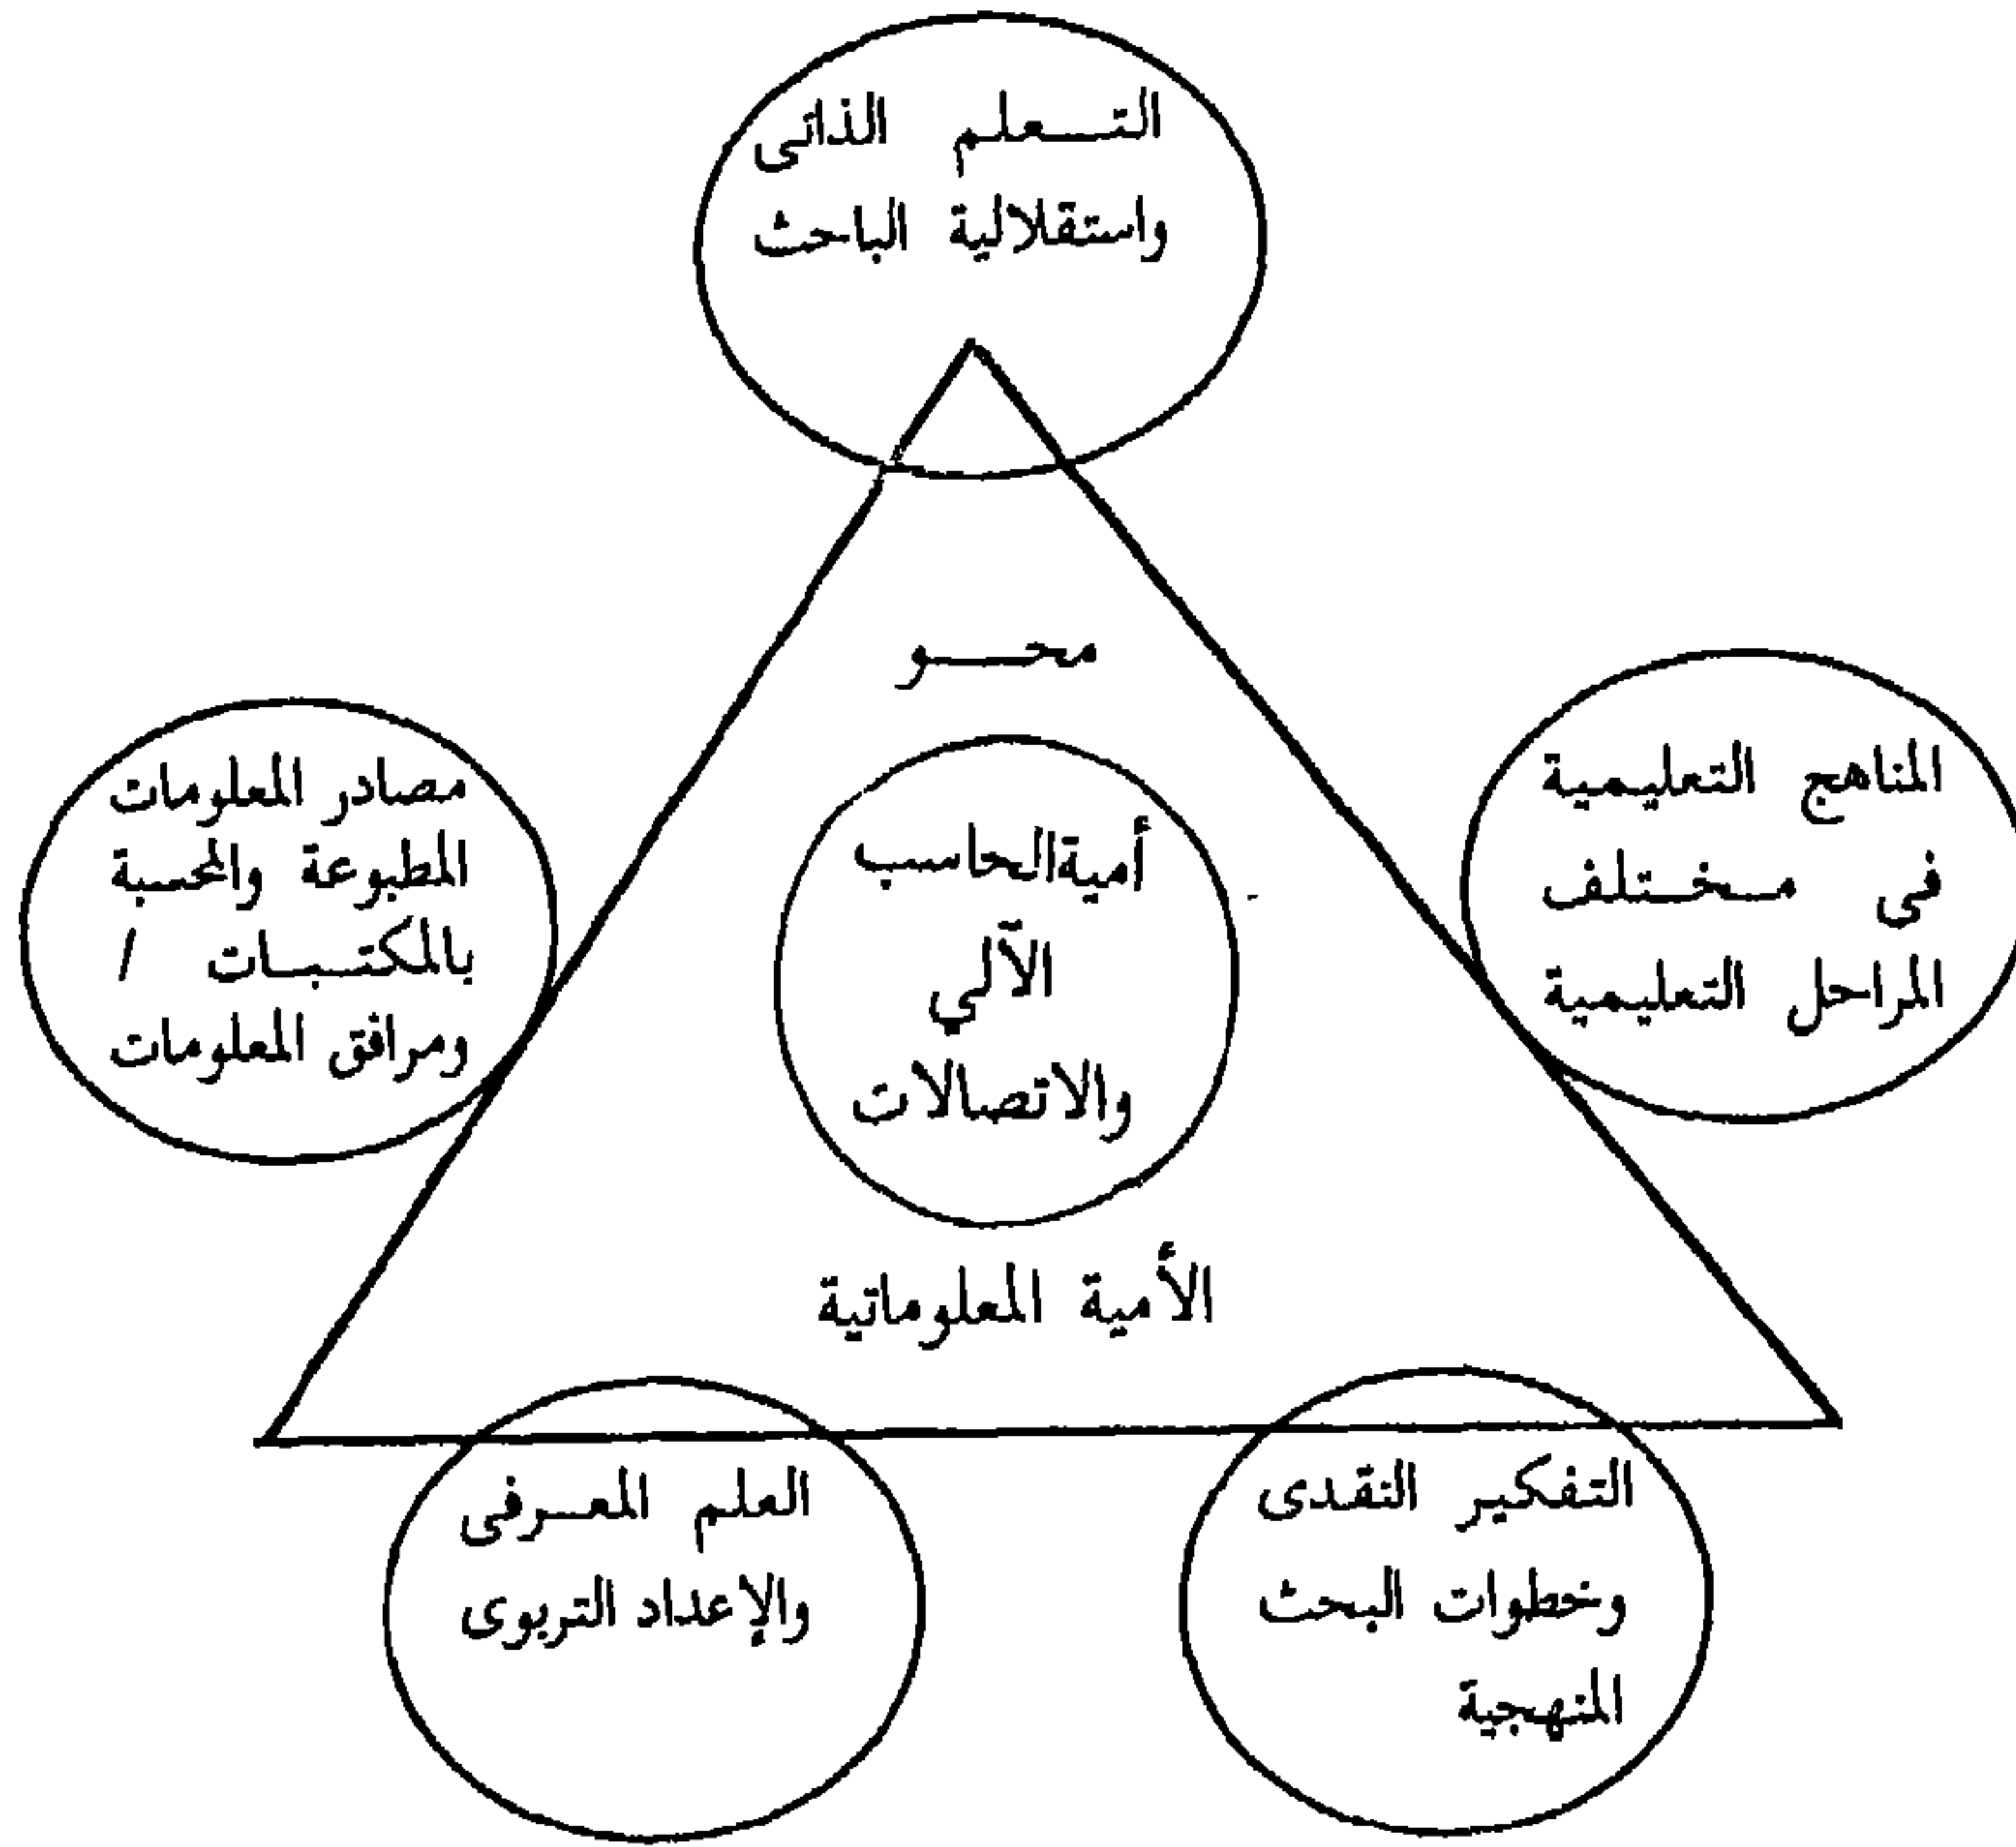 التعلم الذاتى
واستقلالية الباحث
محو
المناهج التعليمية
فى مختلف
المراحل التعليمية
مصادر المعلومات
المطبوعة والمحسبة
بالمكتبات /
ومرافق المعلومات
أمية الحاسب
الآلي
والاتصالات
الأمية المعلوماتية
التفكير النقدى
وخطوات البحث
المنهجية
العلم المعرفى
والإعداد التربوى